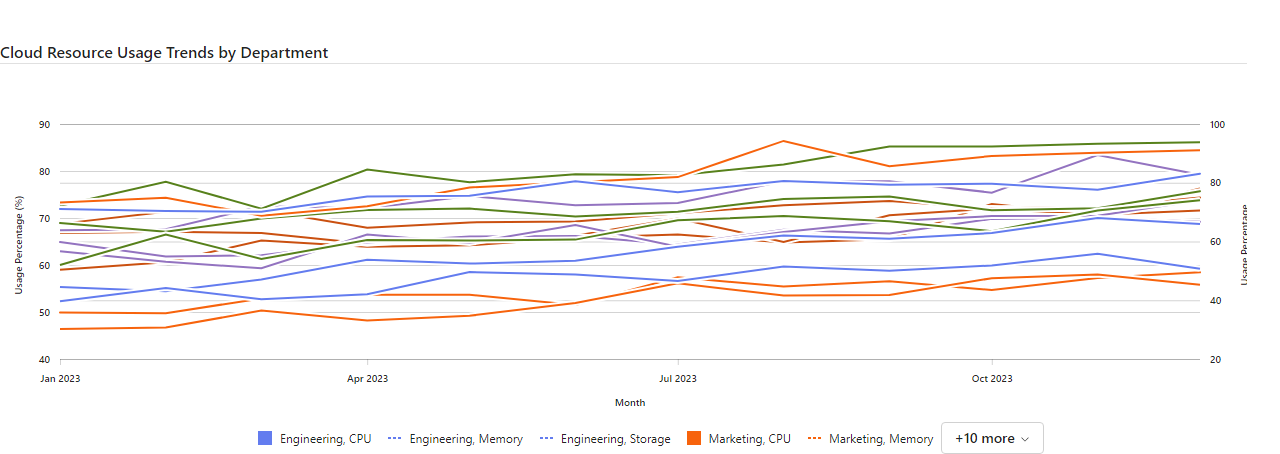 Cloud Resource Usage Trends by Department
90
80
70
60
50
40
Usage Percentage (%)
100
80
60
40
20
Usage Percentage
Jan 2023 Apr 2023 Jul 2023 Oct 2023
Month
Engineering, CPU Engineering, Memory Engineering, Storage Marketing, CPU Marketing, Memory +10 more